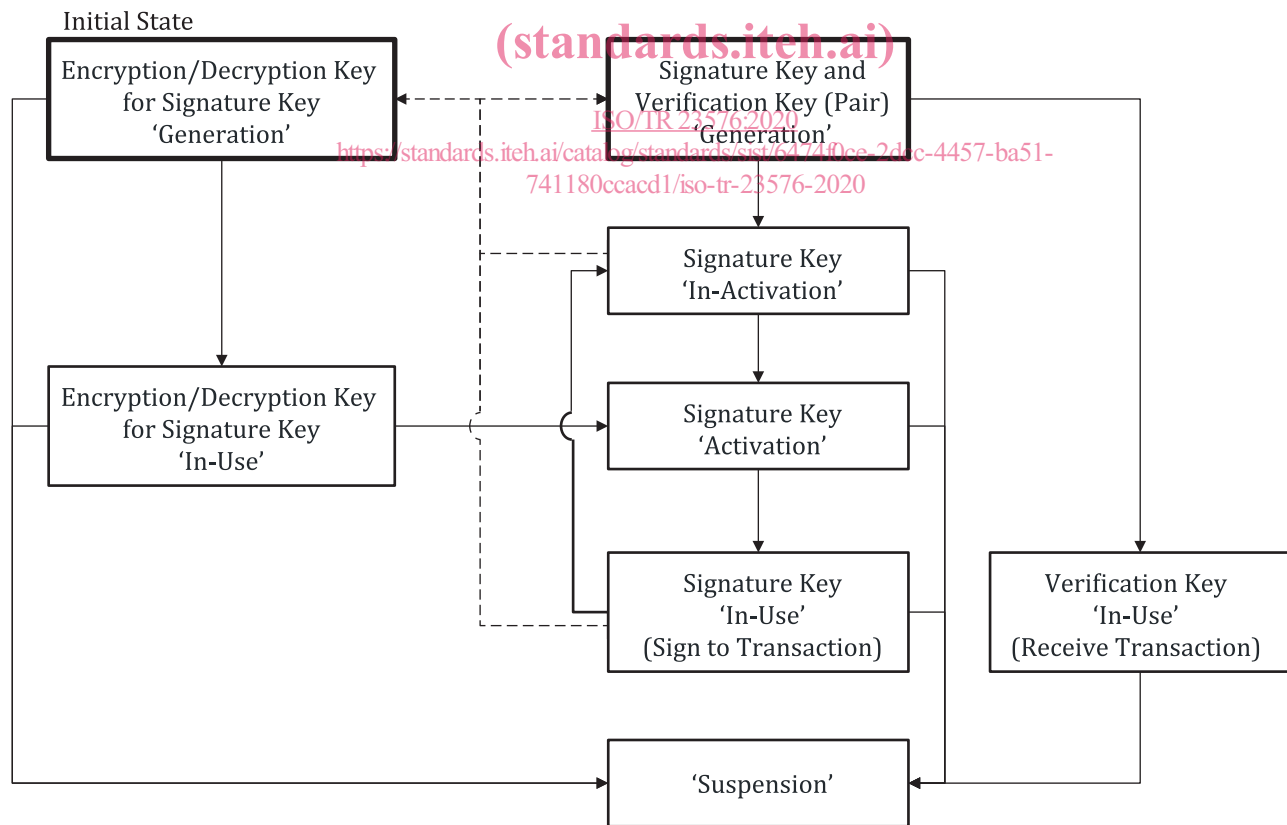 Initial State
(standards.iteh.ai)
Encryption/Decryption Key
for Signature Key
‘Generation’
Signature Key and
Verification Key (Pair)
‘Generation’
ISO/TR 23576:2020
https://standards.iteh.ai/catalog/standards/sist/6474f0ce-2dcc-4457-ba51-
741180ccacd1/iso-tr-23576-2020
Signature Key
‘In-Activation’
Encryption/Decryption Key
for Signature Key
‘In-Use’
Signature Key
‘Activation’
Signature Key
‘In-Use’
(Sign to Transaction)
Verification Key
‘In-Use’
(Receive Transaction)
‘Suspension’